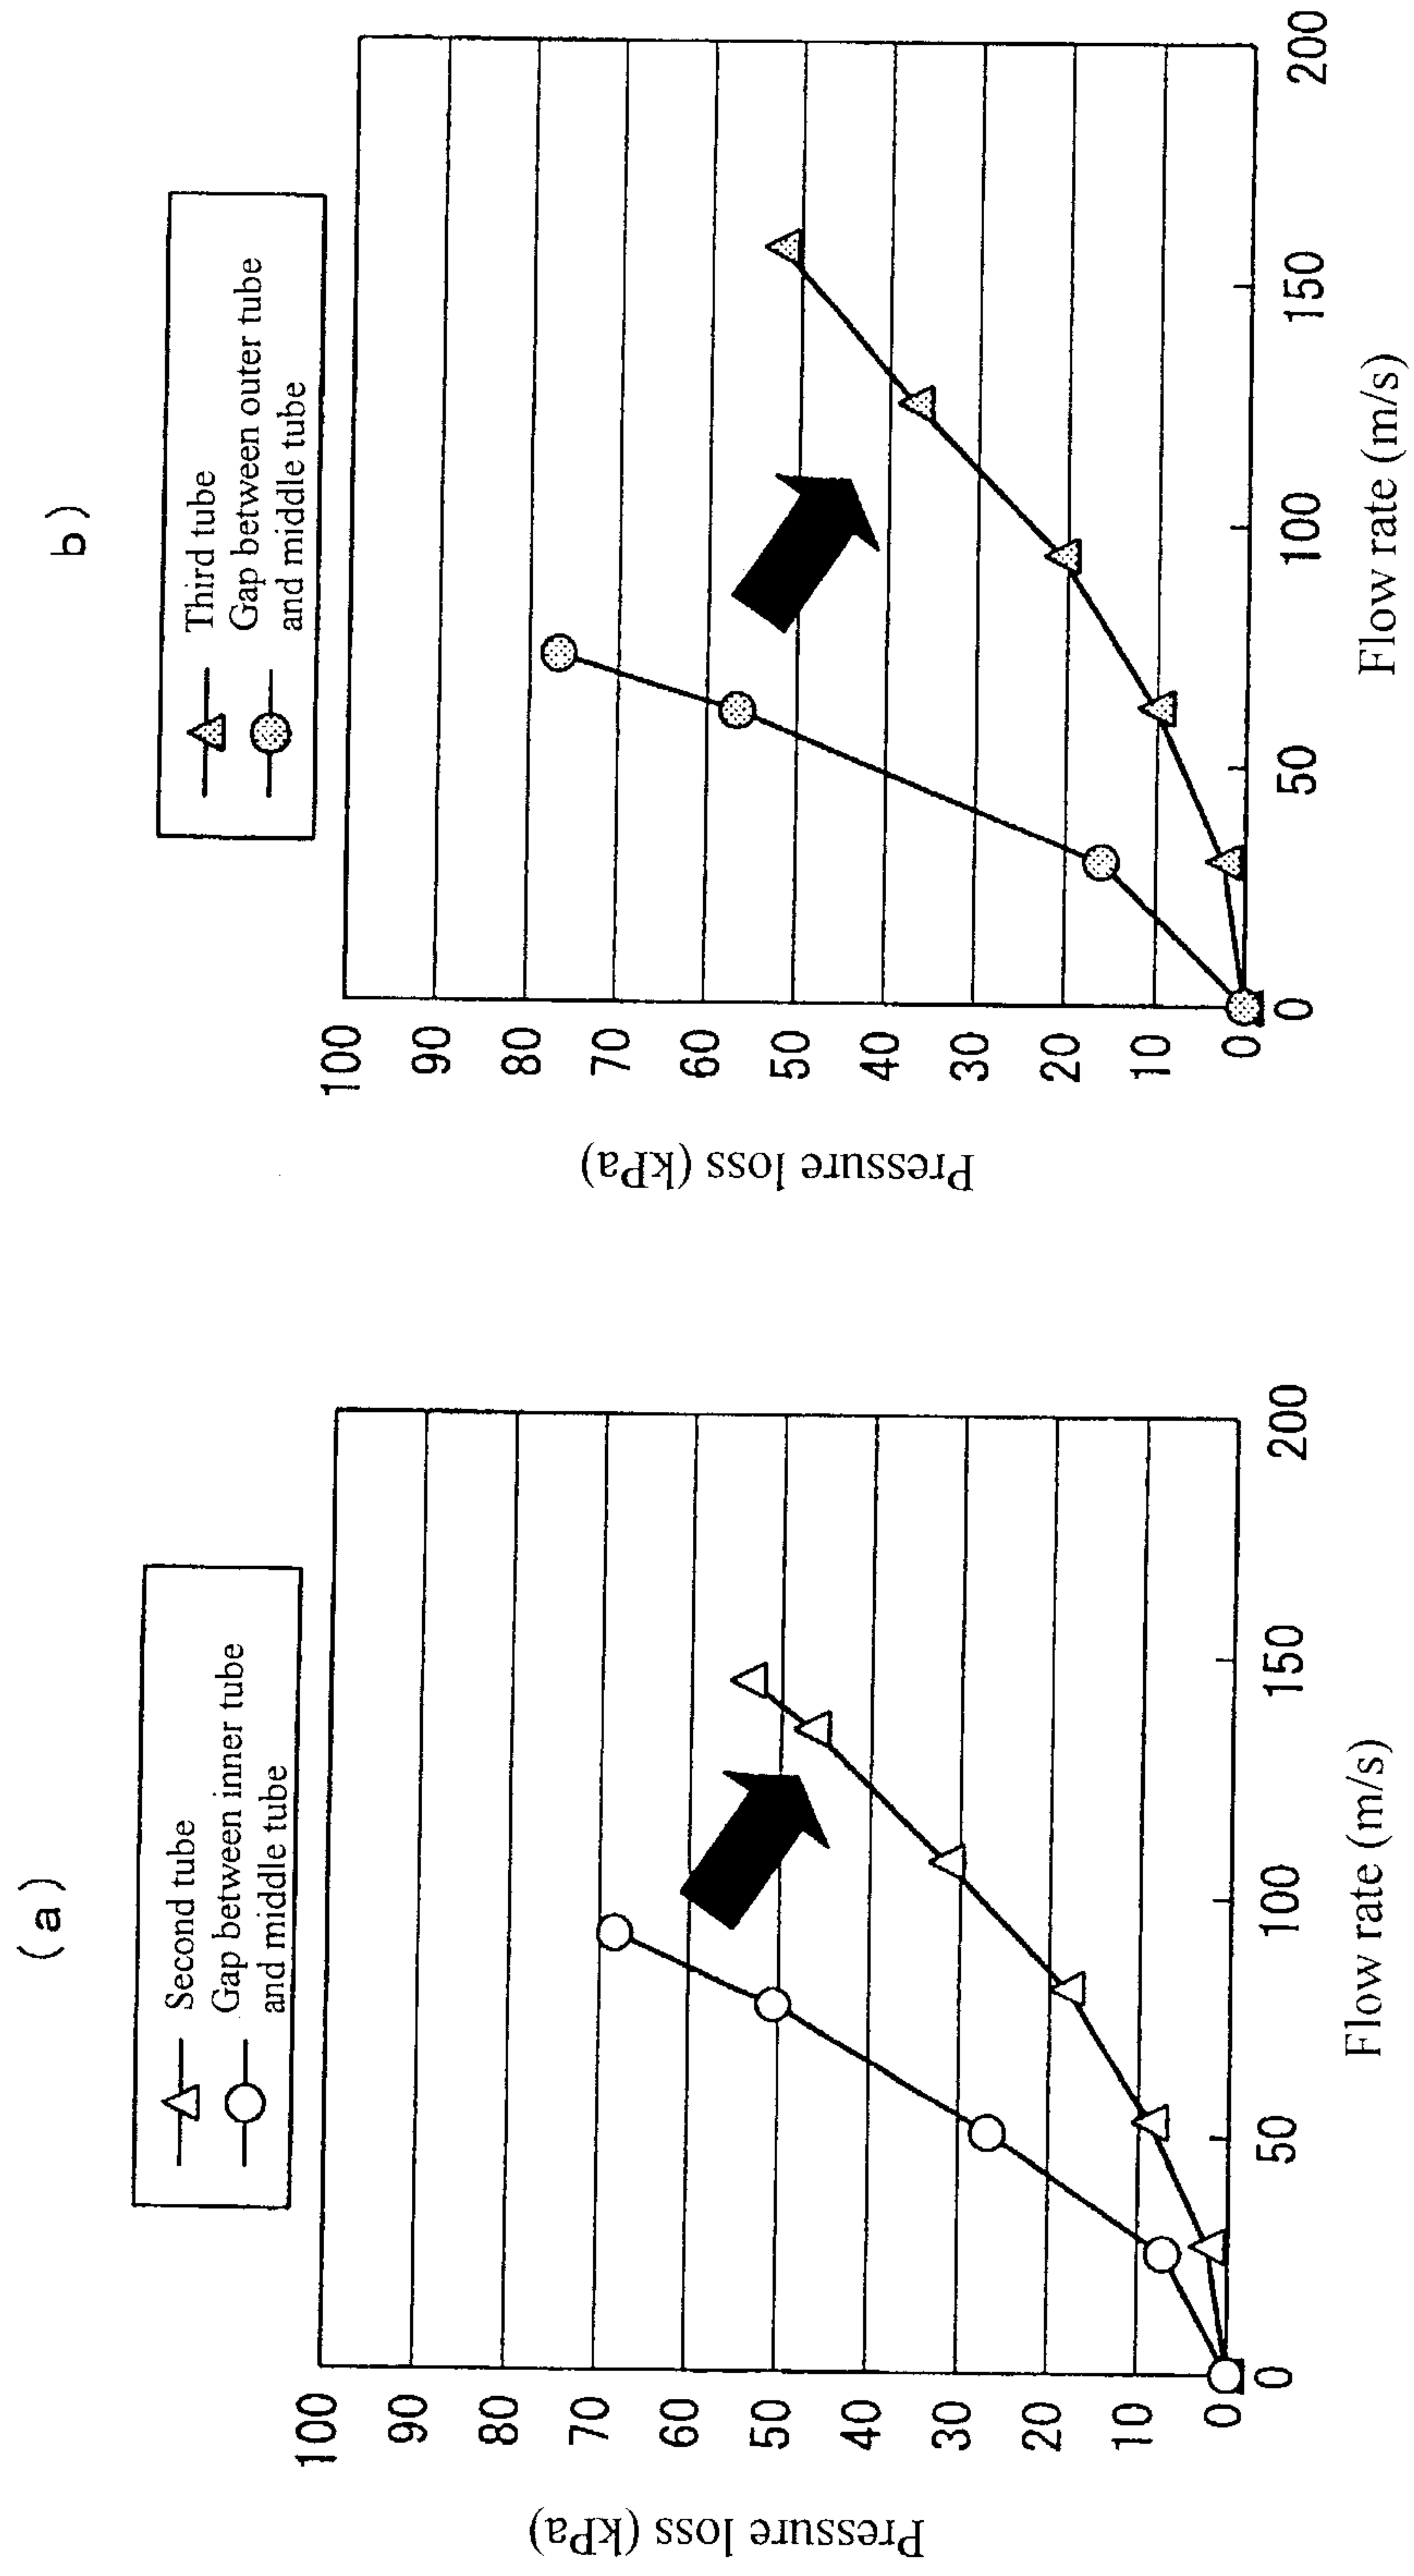 (a)
Second tube
Gap between inner tube
and middle tube
Pressure loss (kPa)
100
90
80
70
60
50
40
30
20
10
0
0
50
100
150
200
Flow rate (m/s)
b)
Third tube
Gap between outer tube
and middle tube
Pressure loss (kPa)
100
90
80
70
60
50
40
30
20
10
0
0
50
100
150
200
Flow rate (m/s)